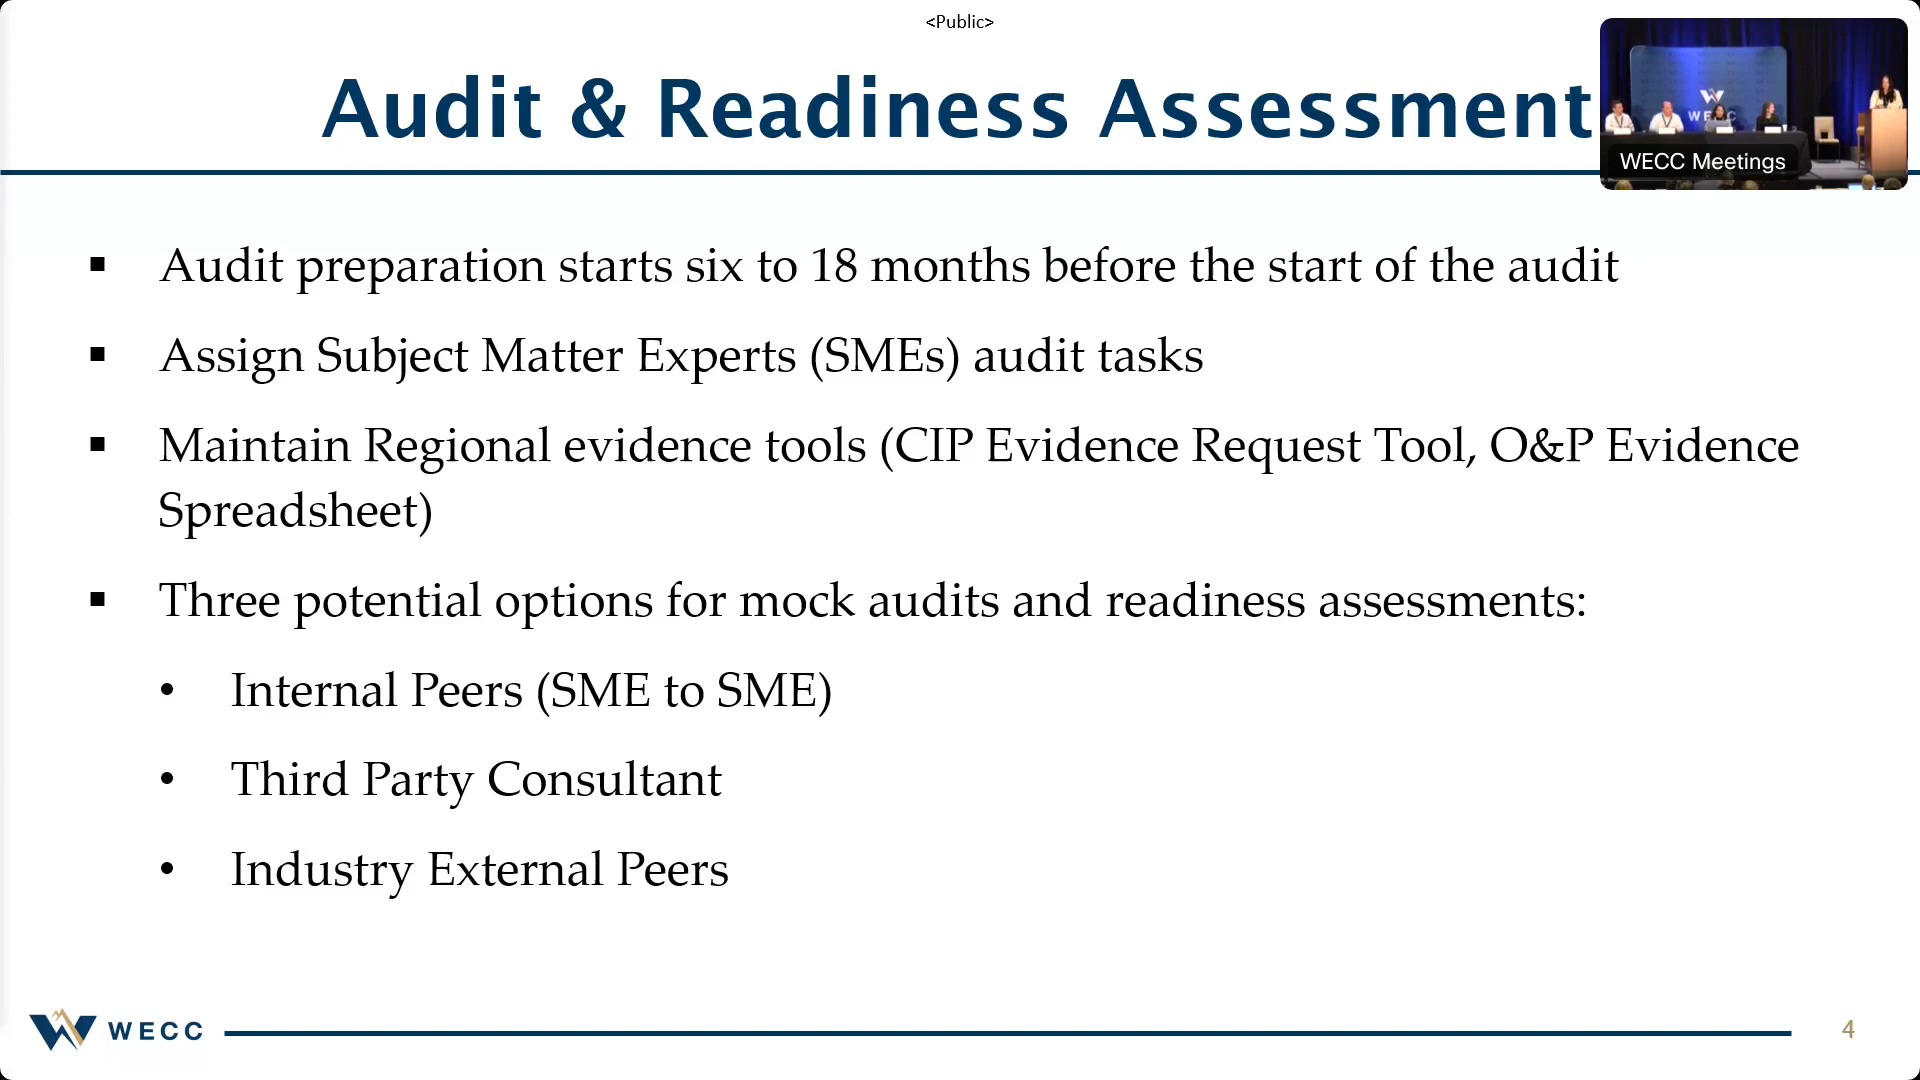 <Public>
Audit & Readiness Assessment
WECC
WECC Meetings
▪ Audit preparation starts six to 18 months before the start of the audit
▪ Assign Subject Matter Experts (SMEs) audit tasks
▪ Maintain Regional evidence tools (CIP Evidence Request Tool, O&P Evidence
Spreadsheet)
▪ Three potential options for mock audits and readiness assessments:
• Internal Peers (SME to SME)
• Third Party Consultant
• Industry External Peers
WECC
4